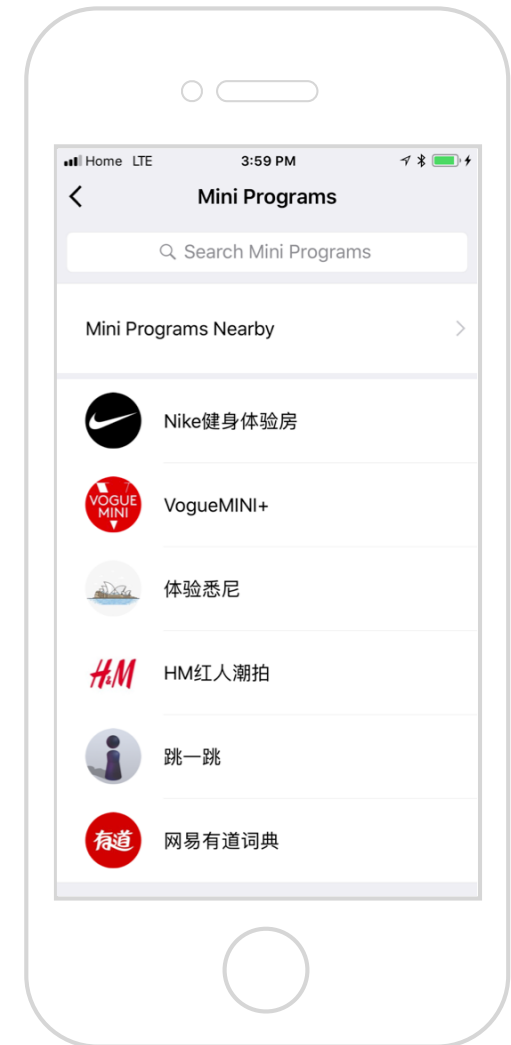 Home LTE 3:59 PM
Mini Programs
Search Mini Programs
Mini Programs Nearby
Nike健身体验房
VOGUE
MINI
VogueMINI+
体验悉尼
H&M
HM红人潮拍
跳一跳
有道
网易有道词典